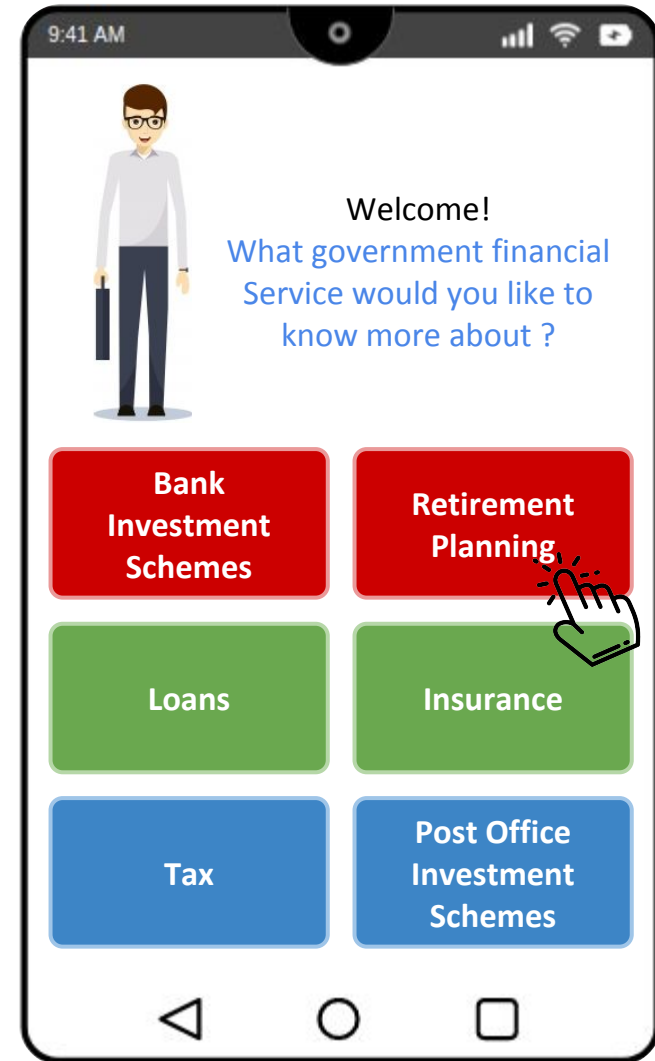 9:41 AM
Welcome!
What government financial
Service would you like to
know more about ?
Bank
Investment
Schemes
Retirement
Planning
Loans
Insurance
Tax
Post Office
Investment
Schemes